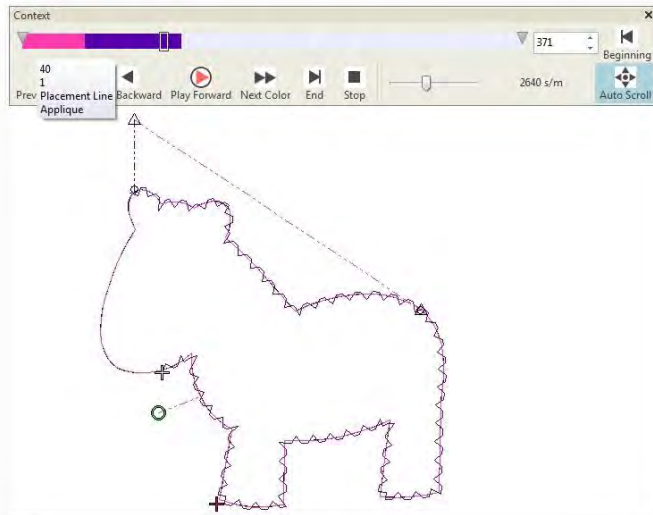 Context
371
Beginning
40
1
Placement Line
Applique
Prev
Backward
Play Forward
Next Color
End
Stop
2640 s/m
Auto Scroll